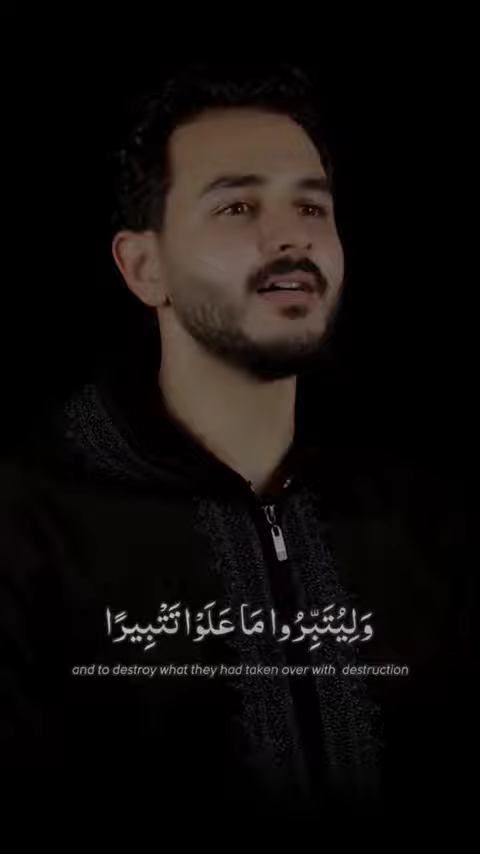 وَلِيُتَبِّرُوا مَا عَلَوْا تَتْبِيرًا
and to destroy what they had taken over with destruction